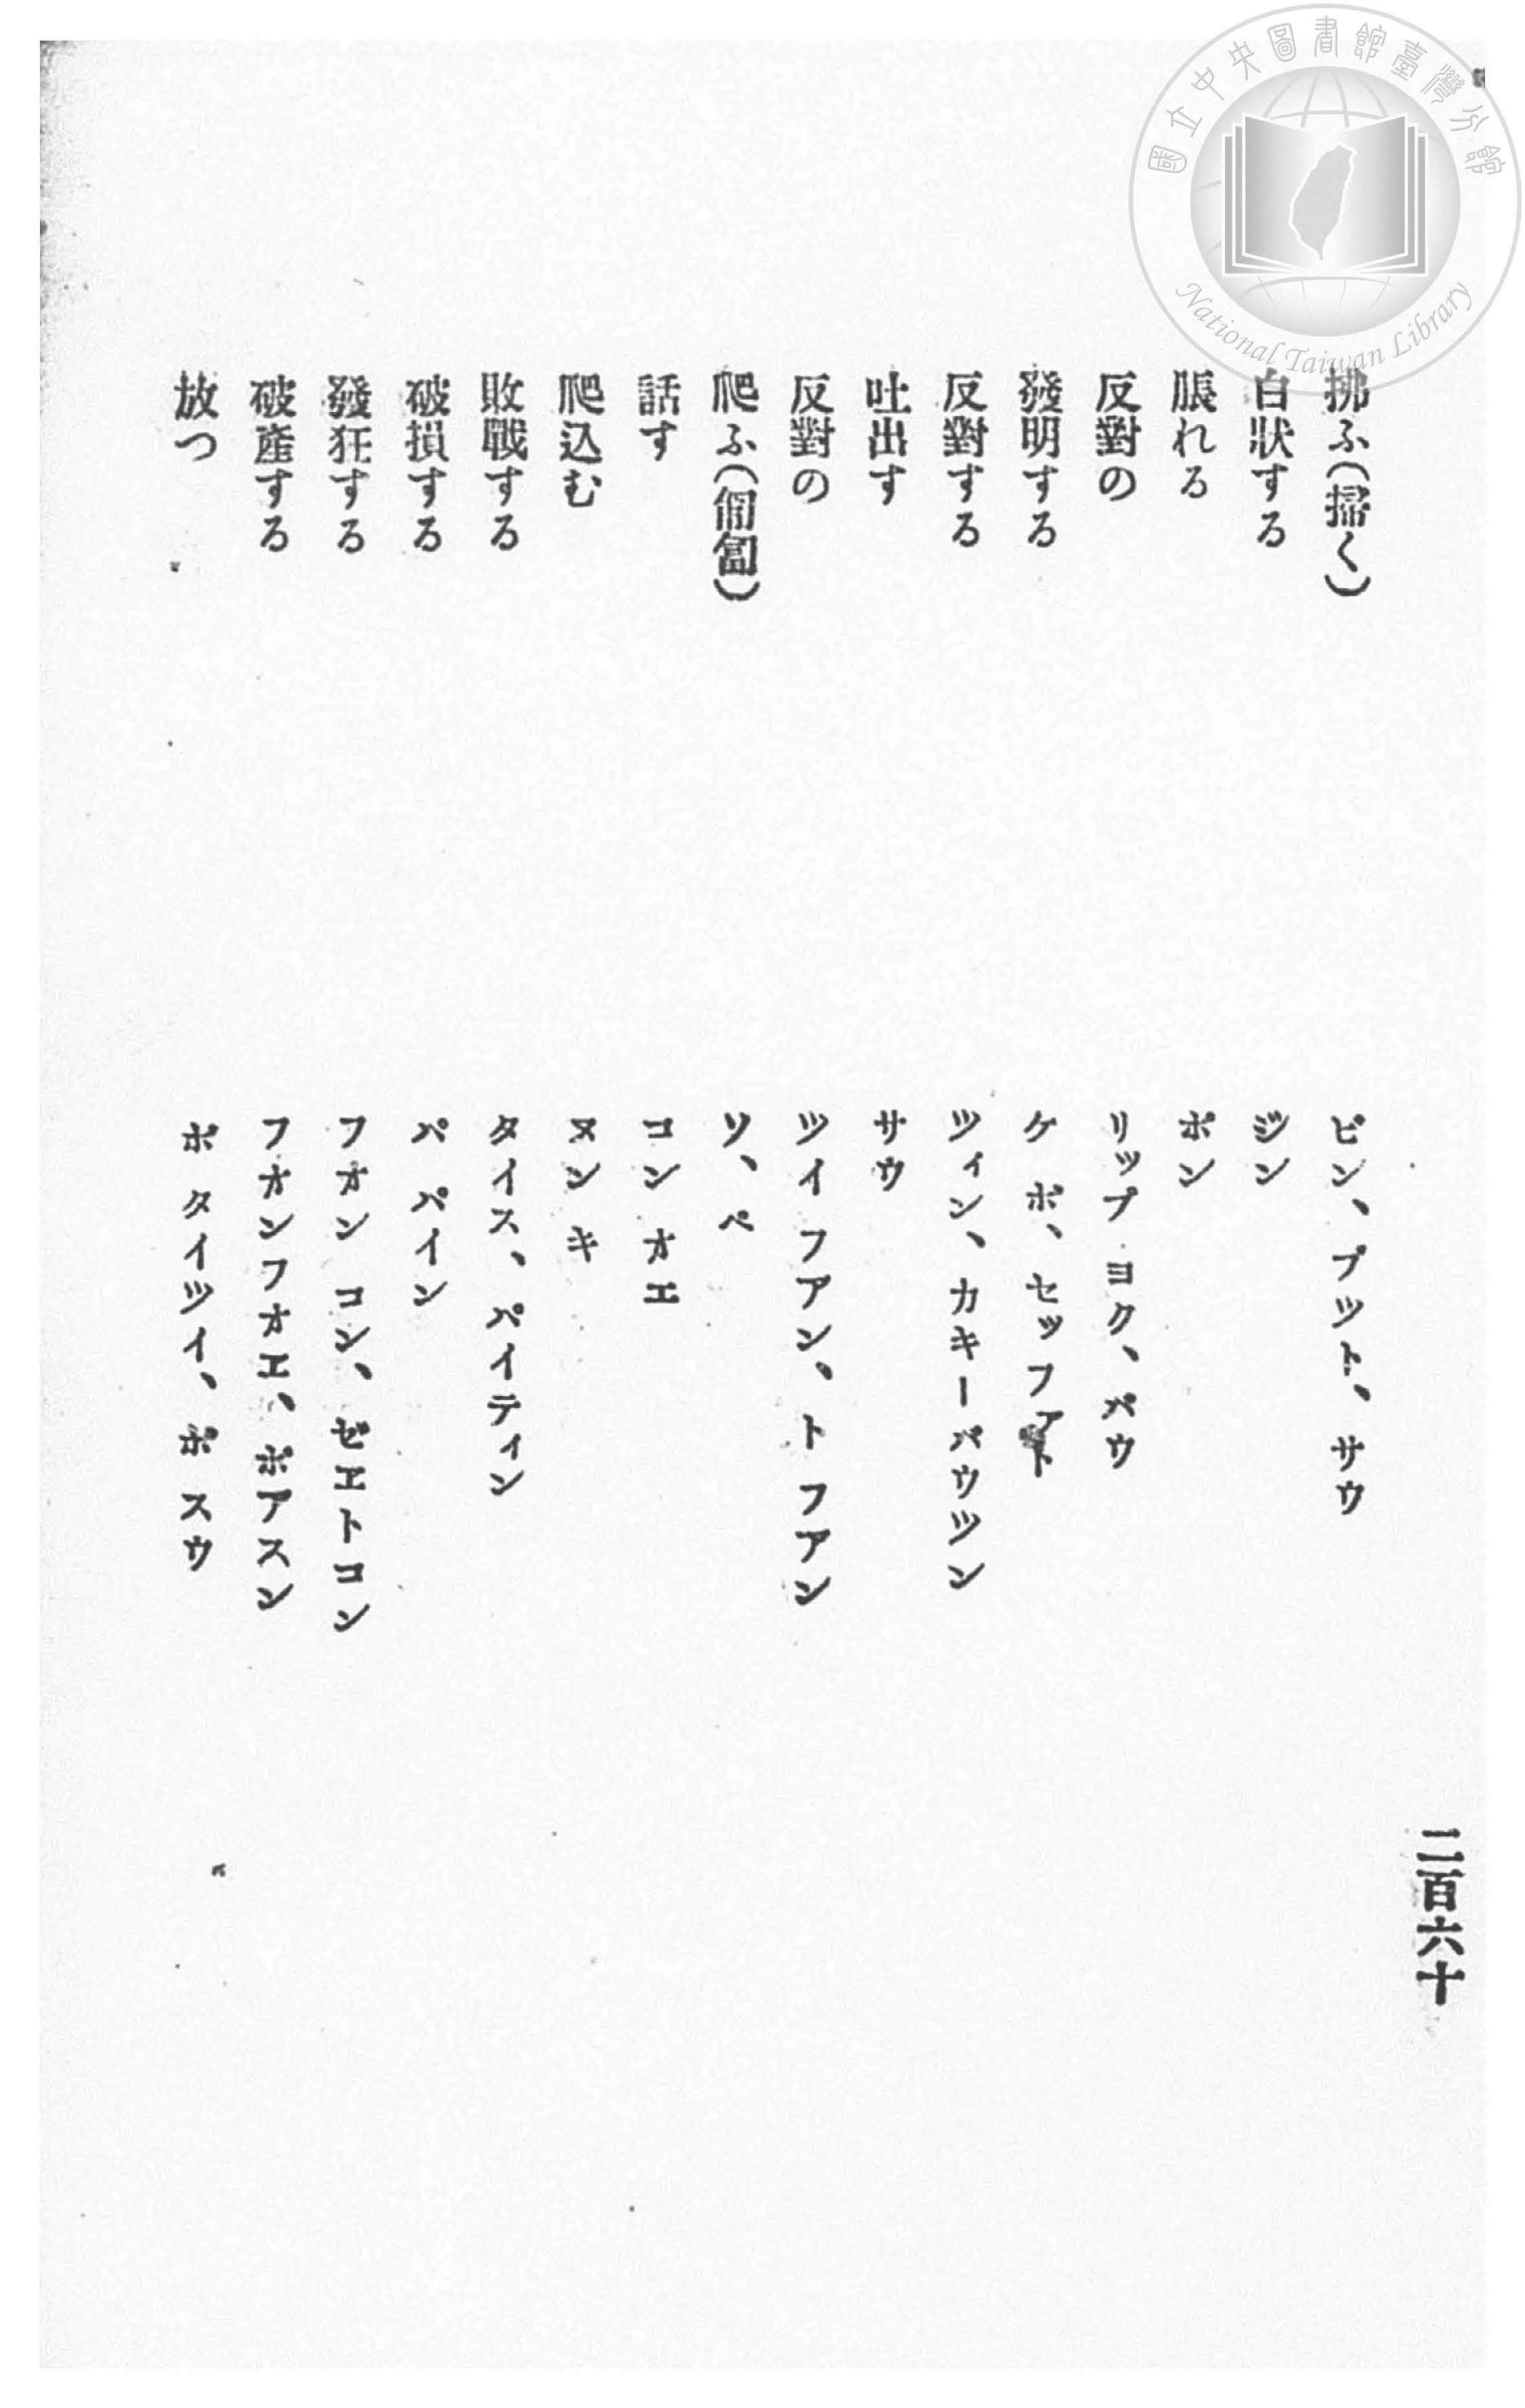 國立中央圖書館臺灣分館
National Taiwan Library
二百六十
拂ふ(掃く) ピン、プツト、サウ
白狀する ジン
脹れる ポン
反對の リップ ヨク、パウ
發明する ケ ポ、セッフアト
反對する ツィン、カキーパウツン
吐出す サウ
反對の ツイ フアン、ト フアン
爬ふ(匍匐) ソ、ペ
話す コン オエ
爬込む ヌン キ
敗戰する タイス、パイティン
破損する パ パイン
發狂する フオン コン、ゼエトコン
破產する フオンフオエ、ポアスン
放つ ポ タイツイ、ポ スウ